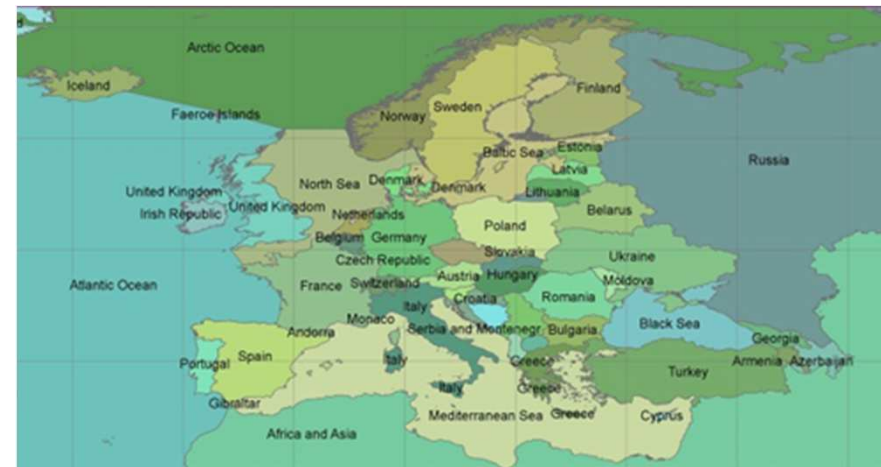 Arctic Ocean
Iceland
Finland
Sweden
Faeroe Islands
Norway
Estonia
Baltic Sea
Russia
Latvia
North Sea
Denmark
Denmark
United Kingdom
Lithuania
United Kingdom
Irish Republic
Netherlands
Belarus
Poland
Belgium
Germany
Slovakia
Ukraine
Czech Republic
Austria
Hungary
Moldova
Atlantic Ocean
France
Switzerland
Croatia
Romania
Italy
Monaco
Black Sea
Serbia and Montenegr
Bulgaria
Andorra
Georgia
Spain
Portugal
Italy
Greece
Armenia
Azerbaijan
Turkey
Italy
Greece
Gibraltar
Mediterranean Sea
Greece
Cyprus
Africa and Asia